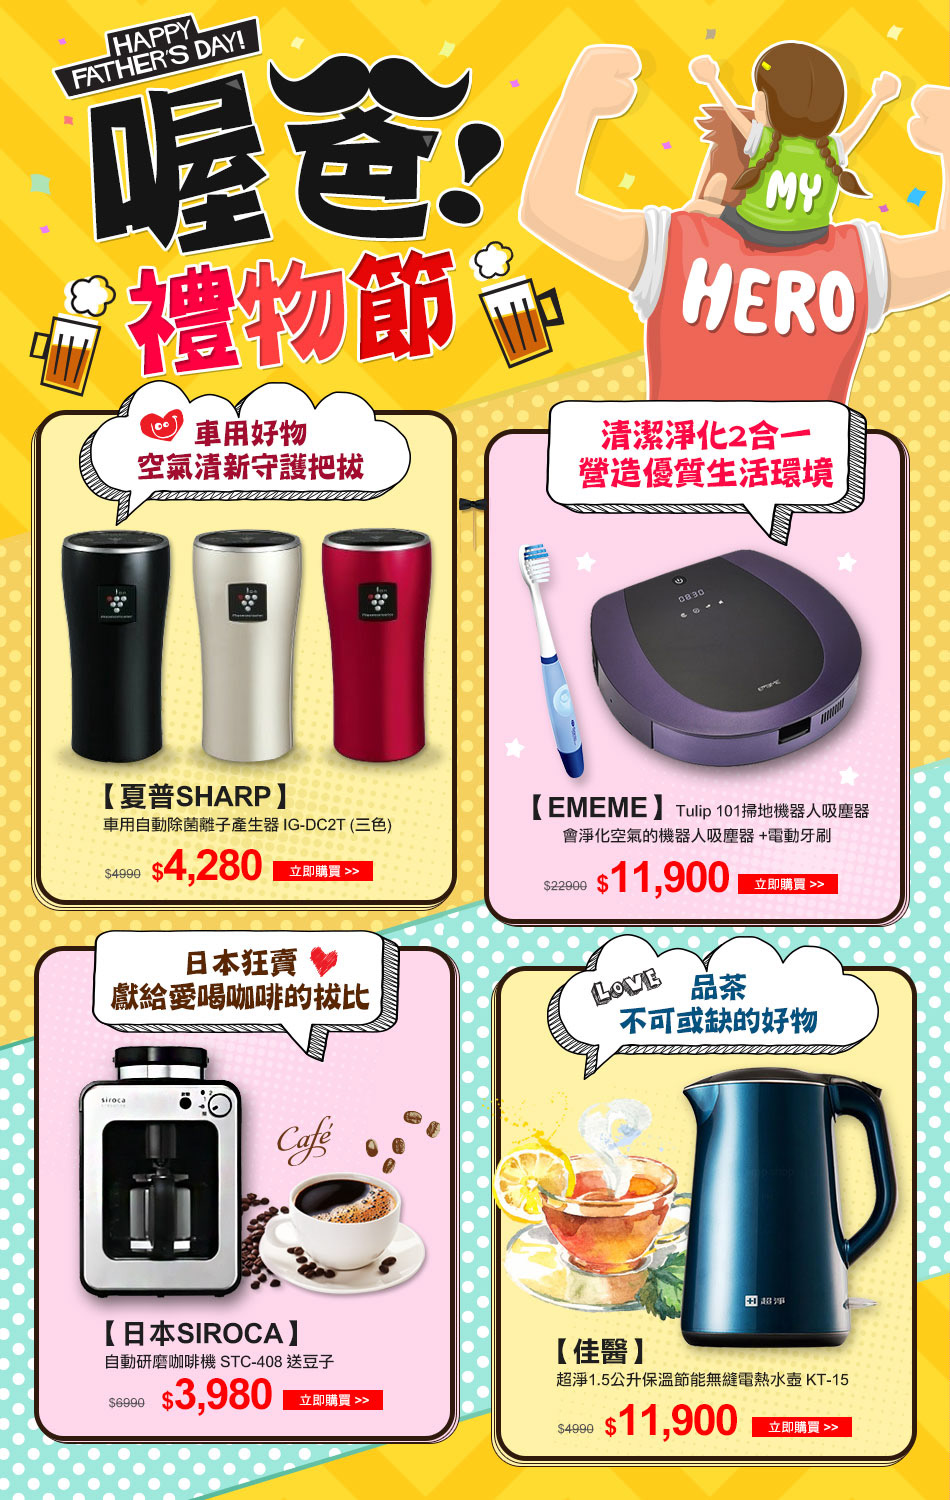 HAPPY
FATHER'S DAY!
喔爸!
禮物節
MY
HERO
車用好物
空氣清新守護把拔
【夏普SHARP】
車用自動除菌離子產生器 IG-DC2T (三色)
$4990 $4,280 立即購買 >>
清潔淨化2合一
營造優質生活環境
0830
EMEME
【EMEME】Tulip 101掃地機器人吸塵器
會淨化空氣的機器人吸塵器 +電動牙刷
$22900 $11,900 立即購買 >>
日本狂賣
獻給愛喝咖啡的拔比
siroca
Café
【日本SIROCA】
自動研磨咖啡機 STC-408 送豆子
$6990 $3,980 立即購買 >>
LOVE
品茶
不可或缺的好物
超淨
【佳醫】
超淨1.5公升保溫節能無縫電熱水壺 KT-15
$4990 $11,900 立即購買 >>